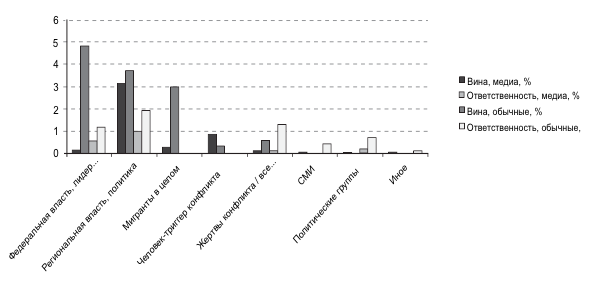 6
5
4
3
2
1
0
Федеральная власть, лидер...
Региональная власть, политика
Мигранты в целом
Человек-триггер конфликта
Жертвы конфликта / все...
СМИ
Политические группы
Иное
Вина, медиа, %
Ответственность, медиа, %
Вина, обычные, %
Ответственность, обычные,